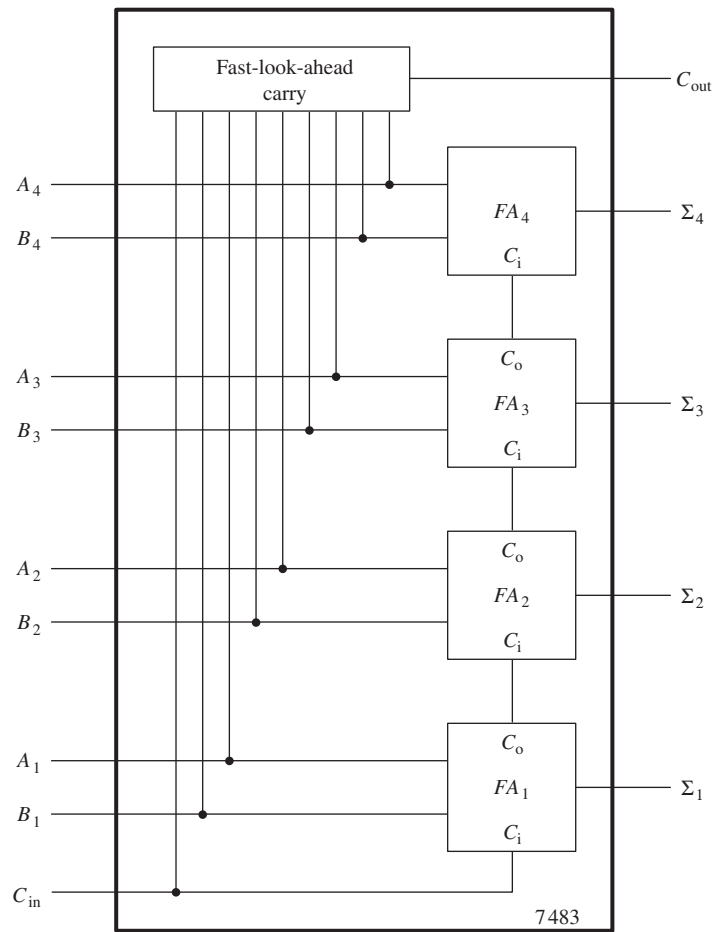 Fast-look-ahead
carry
C_out
A_4
FA_4
Σ_4
B_4
C_i
A_3
C_o
FA_3
Σ_3
B_3
C_i
A_2
C_o
FA_2
Σ_2
B_2
C_i
A_1
C_o
FA_1
Σ_1
B_1
C_i
C_in
7483